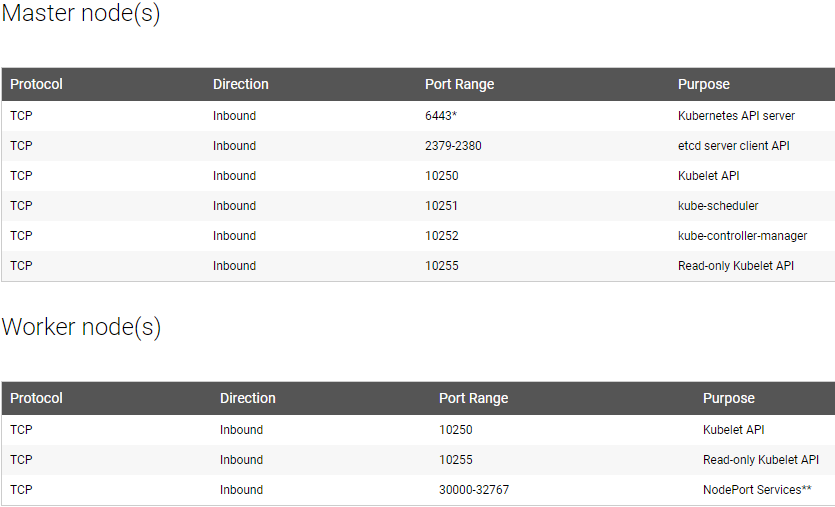 Master node(s)
Protocol Direction Port Range Purpose
TCP Inbound 6443* Kubernetes API server
TCP Inbound 2379-2380 etcd server client API
TCP Inbound 10250 Kubelet API
TCP Inbound 10251 kube-scheduler
TCP Inbound 10252 kube-controller-manager
TCP Inbound 10255 Read-only Kubelet API
Worker node(s)
Protocol Direction Port Range Purpose
TCP Inbound 10250 Kubelet API
TCP Inbound 10255 Read-only Kubelet API
TCP Inbound 30000-32767 NodePort Services**